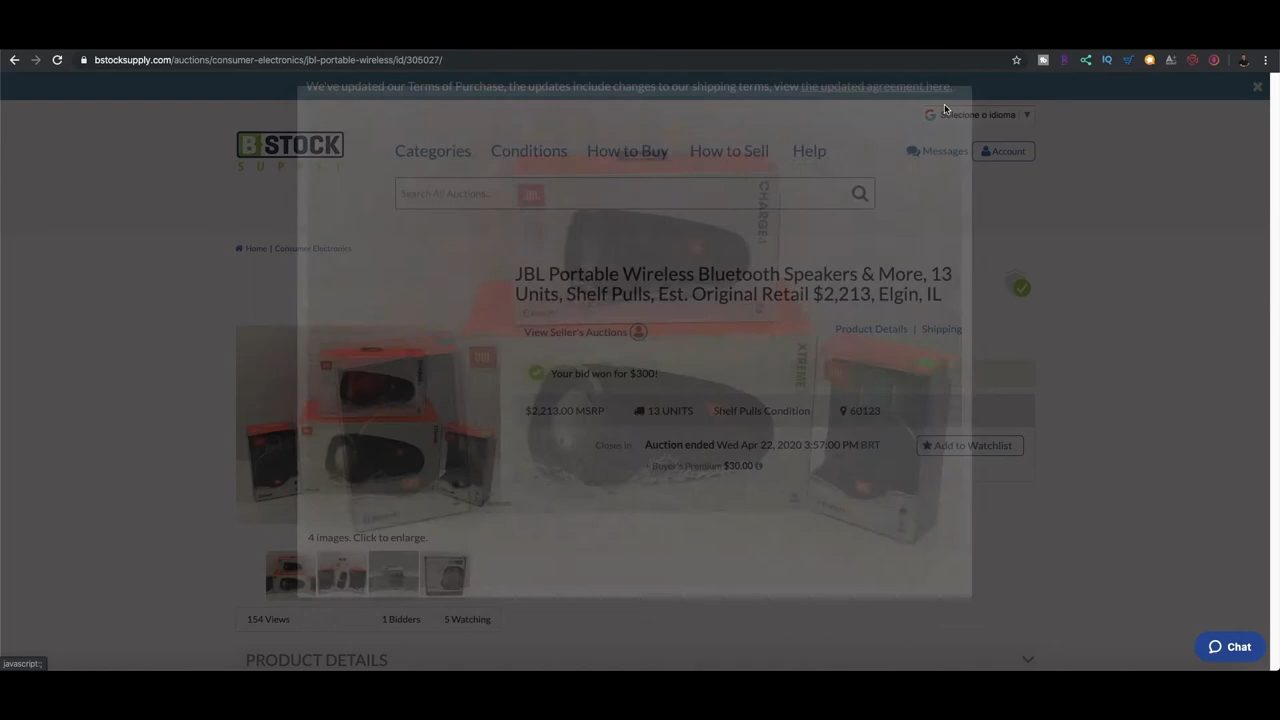 bstocksupply.com/auctions/consumer-electronics/jbl-portable-wireless/id/305027/
We've updated our Terms of Purchase, the updates include changes to our shipping terms, view the updated agreement here.
Selecione o idioma
B-STOCK
SUPPLY
Categories Conditions How to Buy How to Sell Help
Messages
Account
Search All Auctions...
JBL
CHARGE4
Home | Consumer Electronics
JBL Portable Wireless Bluetooth Speakers & More, 13
Units, Shelf Pulls, Est. Original Retail $2,213, Elgin, IL
View Seller's Auctions
Product Details | Shipping
JBL
XTREME
Your bid won for $300!
$2,213.00 MSRP 13 UNITS Shelf Pulls Condition 60123
Closes in Auction ended Wed Apr 22, 2020 3:57:00 PM BRT
Add to Watchlist
+ Buyer's Premium $30.00
4 images. Click to enlarge.
154 Views 1 Bidders 5 Watching
PRODUCT DETAILS
Chat
javascript:;